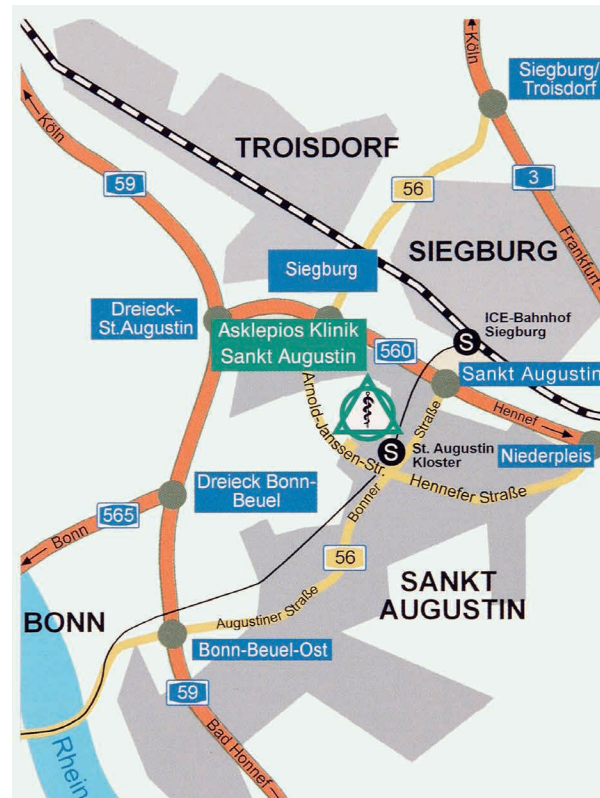 Köln
Köln
Siegburg/
Troisdorf
TROISDORF
59
56
3
SIEGBURG
Frankfurt
Siegburg
Dreieck-
St.Augustin
ICE-Bahnhof
Siegburg
S
Asklepios Klinik
Sankt Augustin
560
Sankt Augustin
Arnold-Janssen-Str.
Straße
Hennef
S
St. Augustin
Kloster
Niederpleis
Dreieck Bonn-
Beuel
Hennefer Straße
565
Bonn
Bonner
56
SANKT
AUGUSTIN
BONN
Augustiner Straße
Bonn-Beuel-Ost
59
Bad Honnef
Rhein